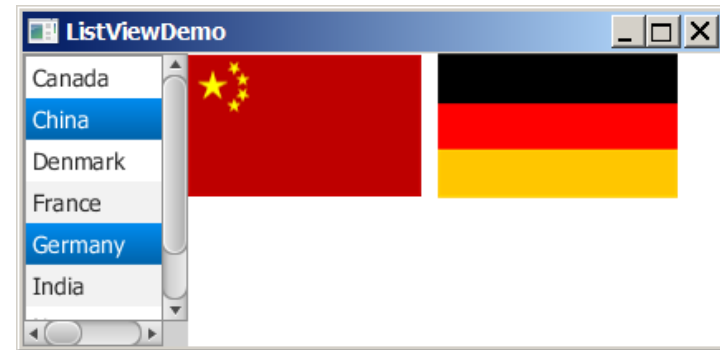 ListViewDemo
Canada
China
Denmark
France
Germany
India